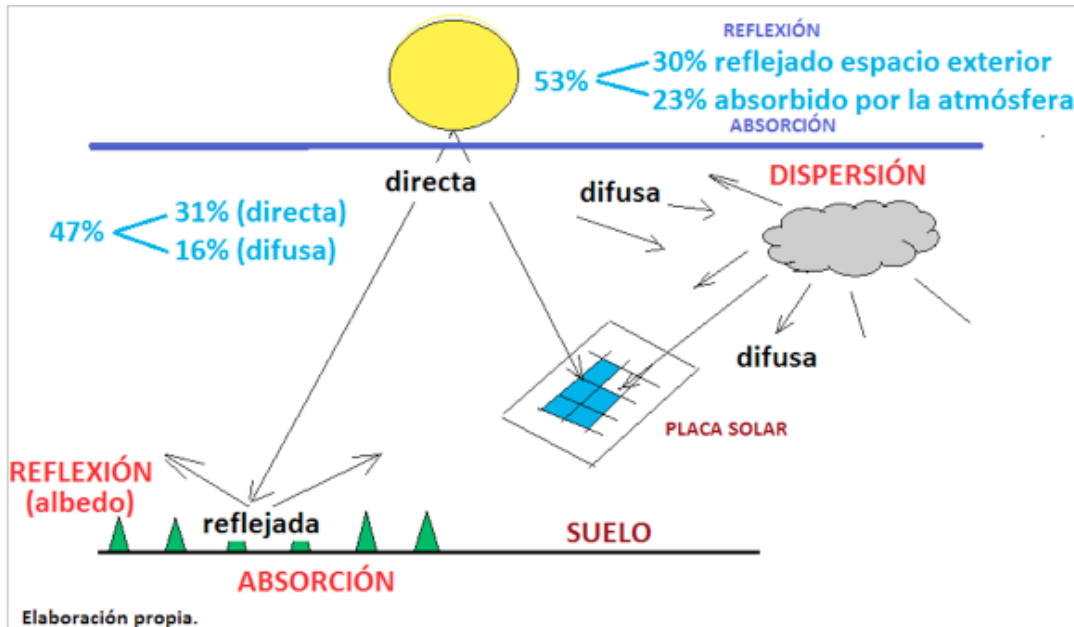 REFLEXIÓN
53%
30% reflejado espacio exterior
23% absorbido por la atmósfera
ABSORCIÓN
directa
difusa
DISPERSIÓN
47%
31% (directa)
16% (difusa)
difusa
PLACA SOLAR
REFLEXIÓN
(albedo)
reflejada
SUELO
ABSORCIÓN
Elaboración propia.